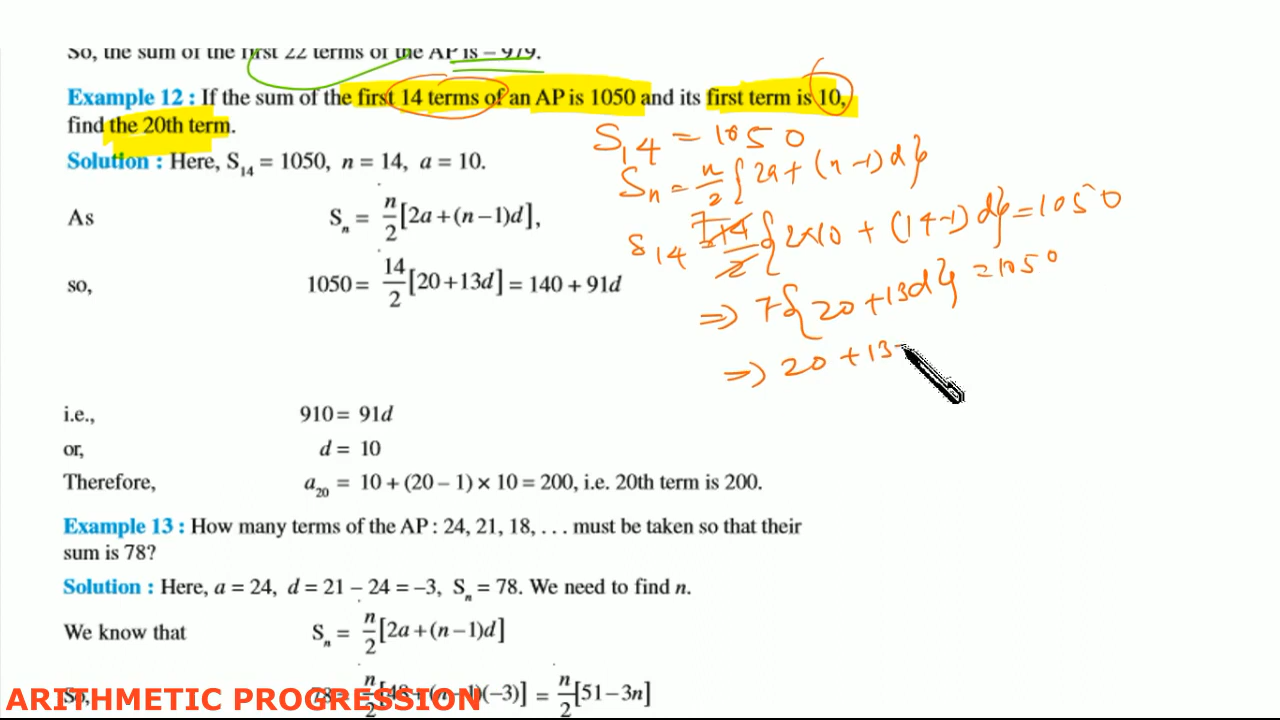 So, the sum of the first 22 terms of the AP is – 979.
Example 12 : If the sum of the first 14 terms of an AP is 1050 and its first term is 10,
find the 20th term.
Solution : Here, S₁₄ = 1050, n = 14, a = 10.
As Sₙ = n/2 [2a + (n – 1)d],
so, 1050 = 14/2 [20 + 13d] = 140 + 91d
i.e., 910 = 91d
or, d = 10
Therefore, a₂₀ = 10 + (20 – 1) × 10 = 200, i.e. 20th term is 200.
S₁₄ = 1050
Sₙ = n/2 {2a + (n – 1) d}
S₁₄ 7 14/2 {2×10 + (14–1) d} = 1050
⇒ 7{20 + 13d} = 1050
⇒ 20 + 13
Example 13 : How many terms of the AP : 24, 21, 18, . . . must be taken so that their
sum is 78?
Solution : Here, a = 24, d = 21 – 24 = –3, Sₙ = 78. We need to find n.
We know that Sₙ = n/2 [2a + (n – 1)d]
So, 78 = n/2 [48 + (n – 1)(–3)] = n/2 [51 – 3n]
ARITHMETIC PROGRESSION